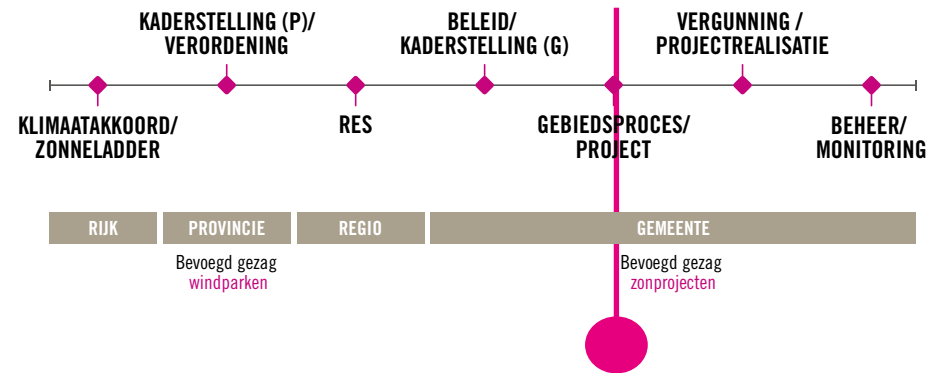 KADERSTELLING (P)/
VERORDENING
BELEID/
KADERSTELLING (G)
VERGUNNING /
PROJECTREALISATIE
KLIMAATAKKOORD/
ZONNELADDER
RES
GEBIEDSPROCES/
PROJECT
BEHEER/
MONITORING
RIJK
PROVINCIE
REGIO
GEMEENTE
Bevoegd gezag
windparken
Bevoegd gezag
zonprojecten